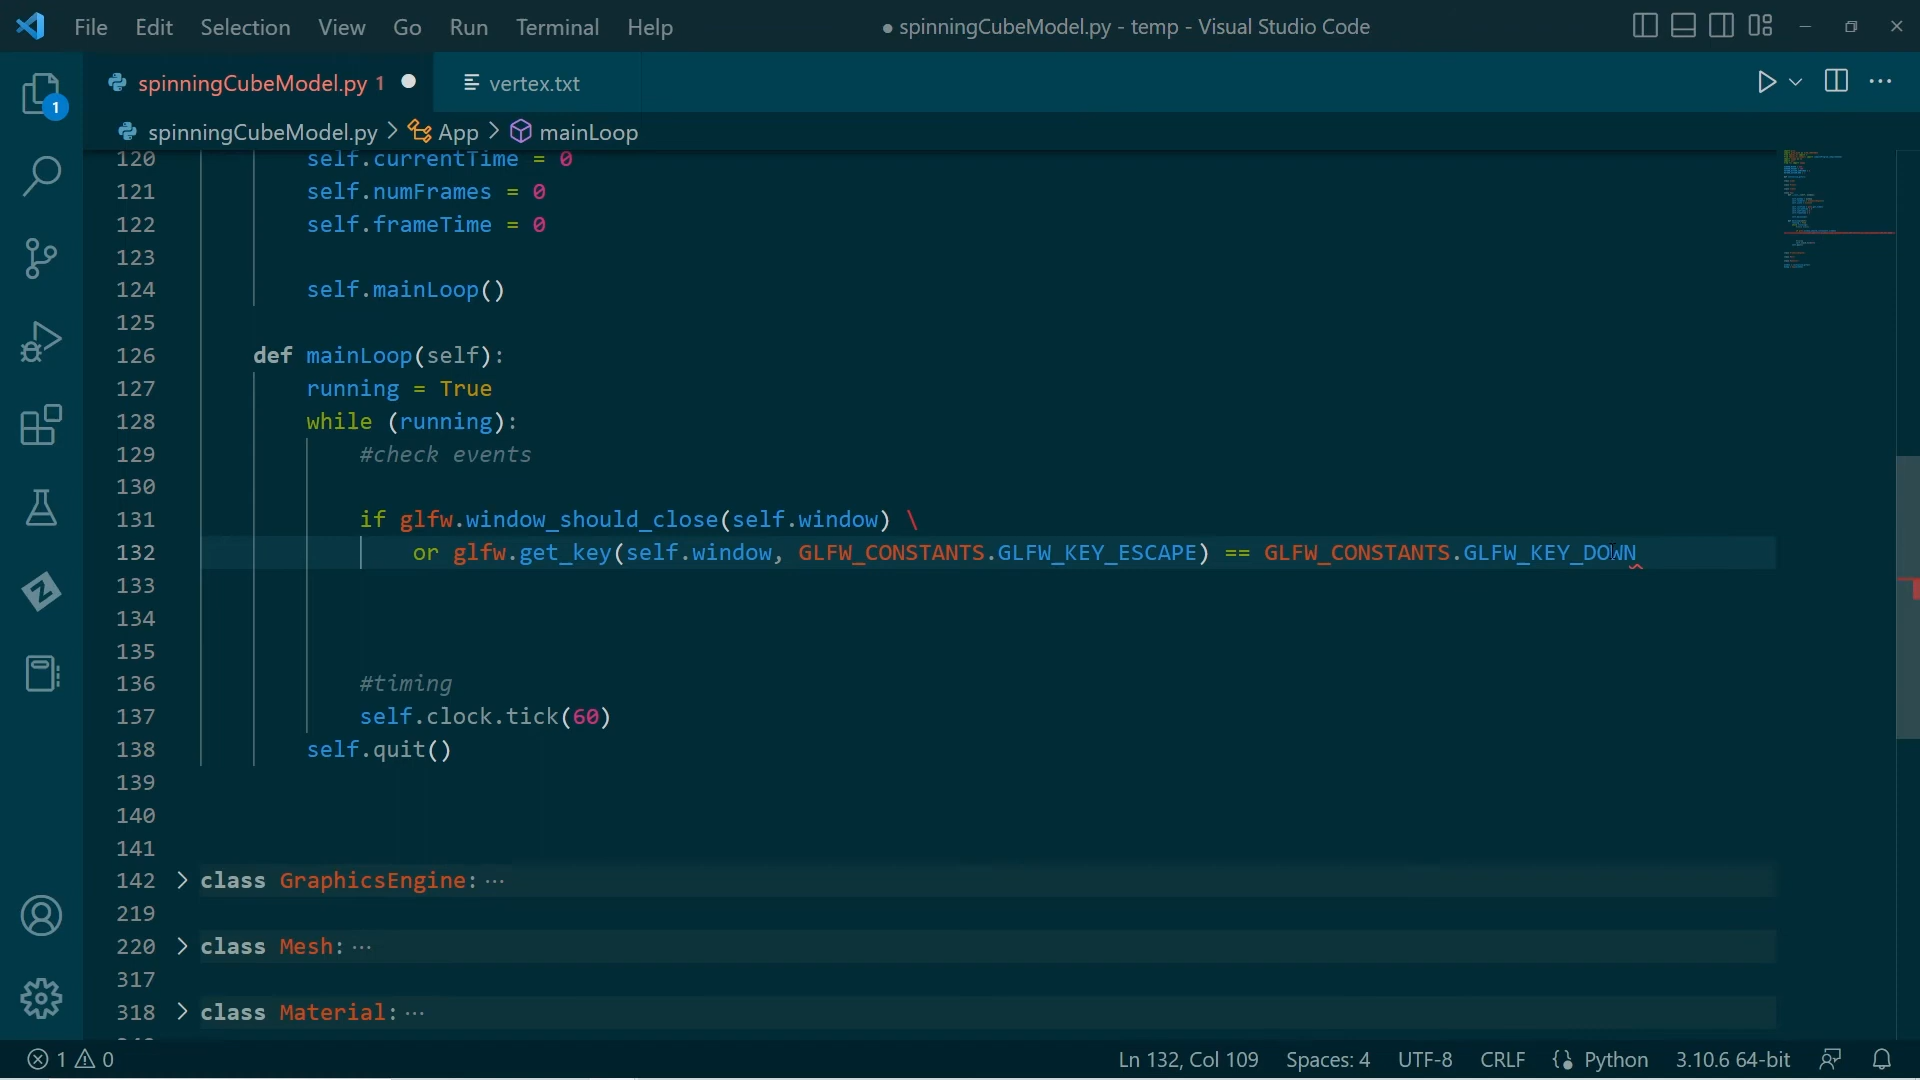 File Edit Selection View Go Run Terminal Help ● spinningCubeModel.py - temp - Visual Studio Code
1
spinningCubeModel.py 1 ● vertex.txt
spinningCubeModel.py > App > mainLoop
120 self.currentTime = 0
121 self.numFrames = 0
122 self.frameTime = 0
123
124 self.mainLoop()
125
126 def mainLoop(self):
127 running = True
128 while (running):
129 #check events
130
131 if glfw.window_should_close(self.window) \
132 or glfw.get_key(self.window, GLFW_CONSTANTS.GLFW_KEY_ESCAPE) == GLFW_CONSTANTS.GLFW_KEY_DOWN
133
134
135
136 #timing
137 self.clock.tick(60)
138 self.quit()
139
140
141
142 > class GraphicsEngine:···
219
220 > class Mesh:···
317
318 > class Material:···
1 0 Ln 132, Col 109 Spaces: 4 UTF-8 CRLF Python 3.10.6 64-bit